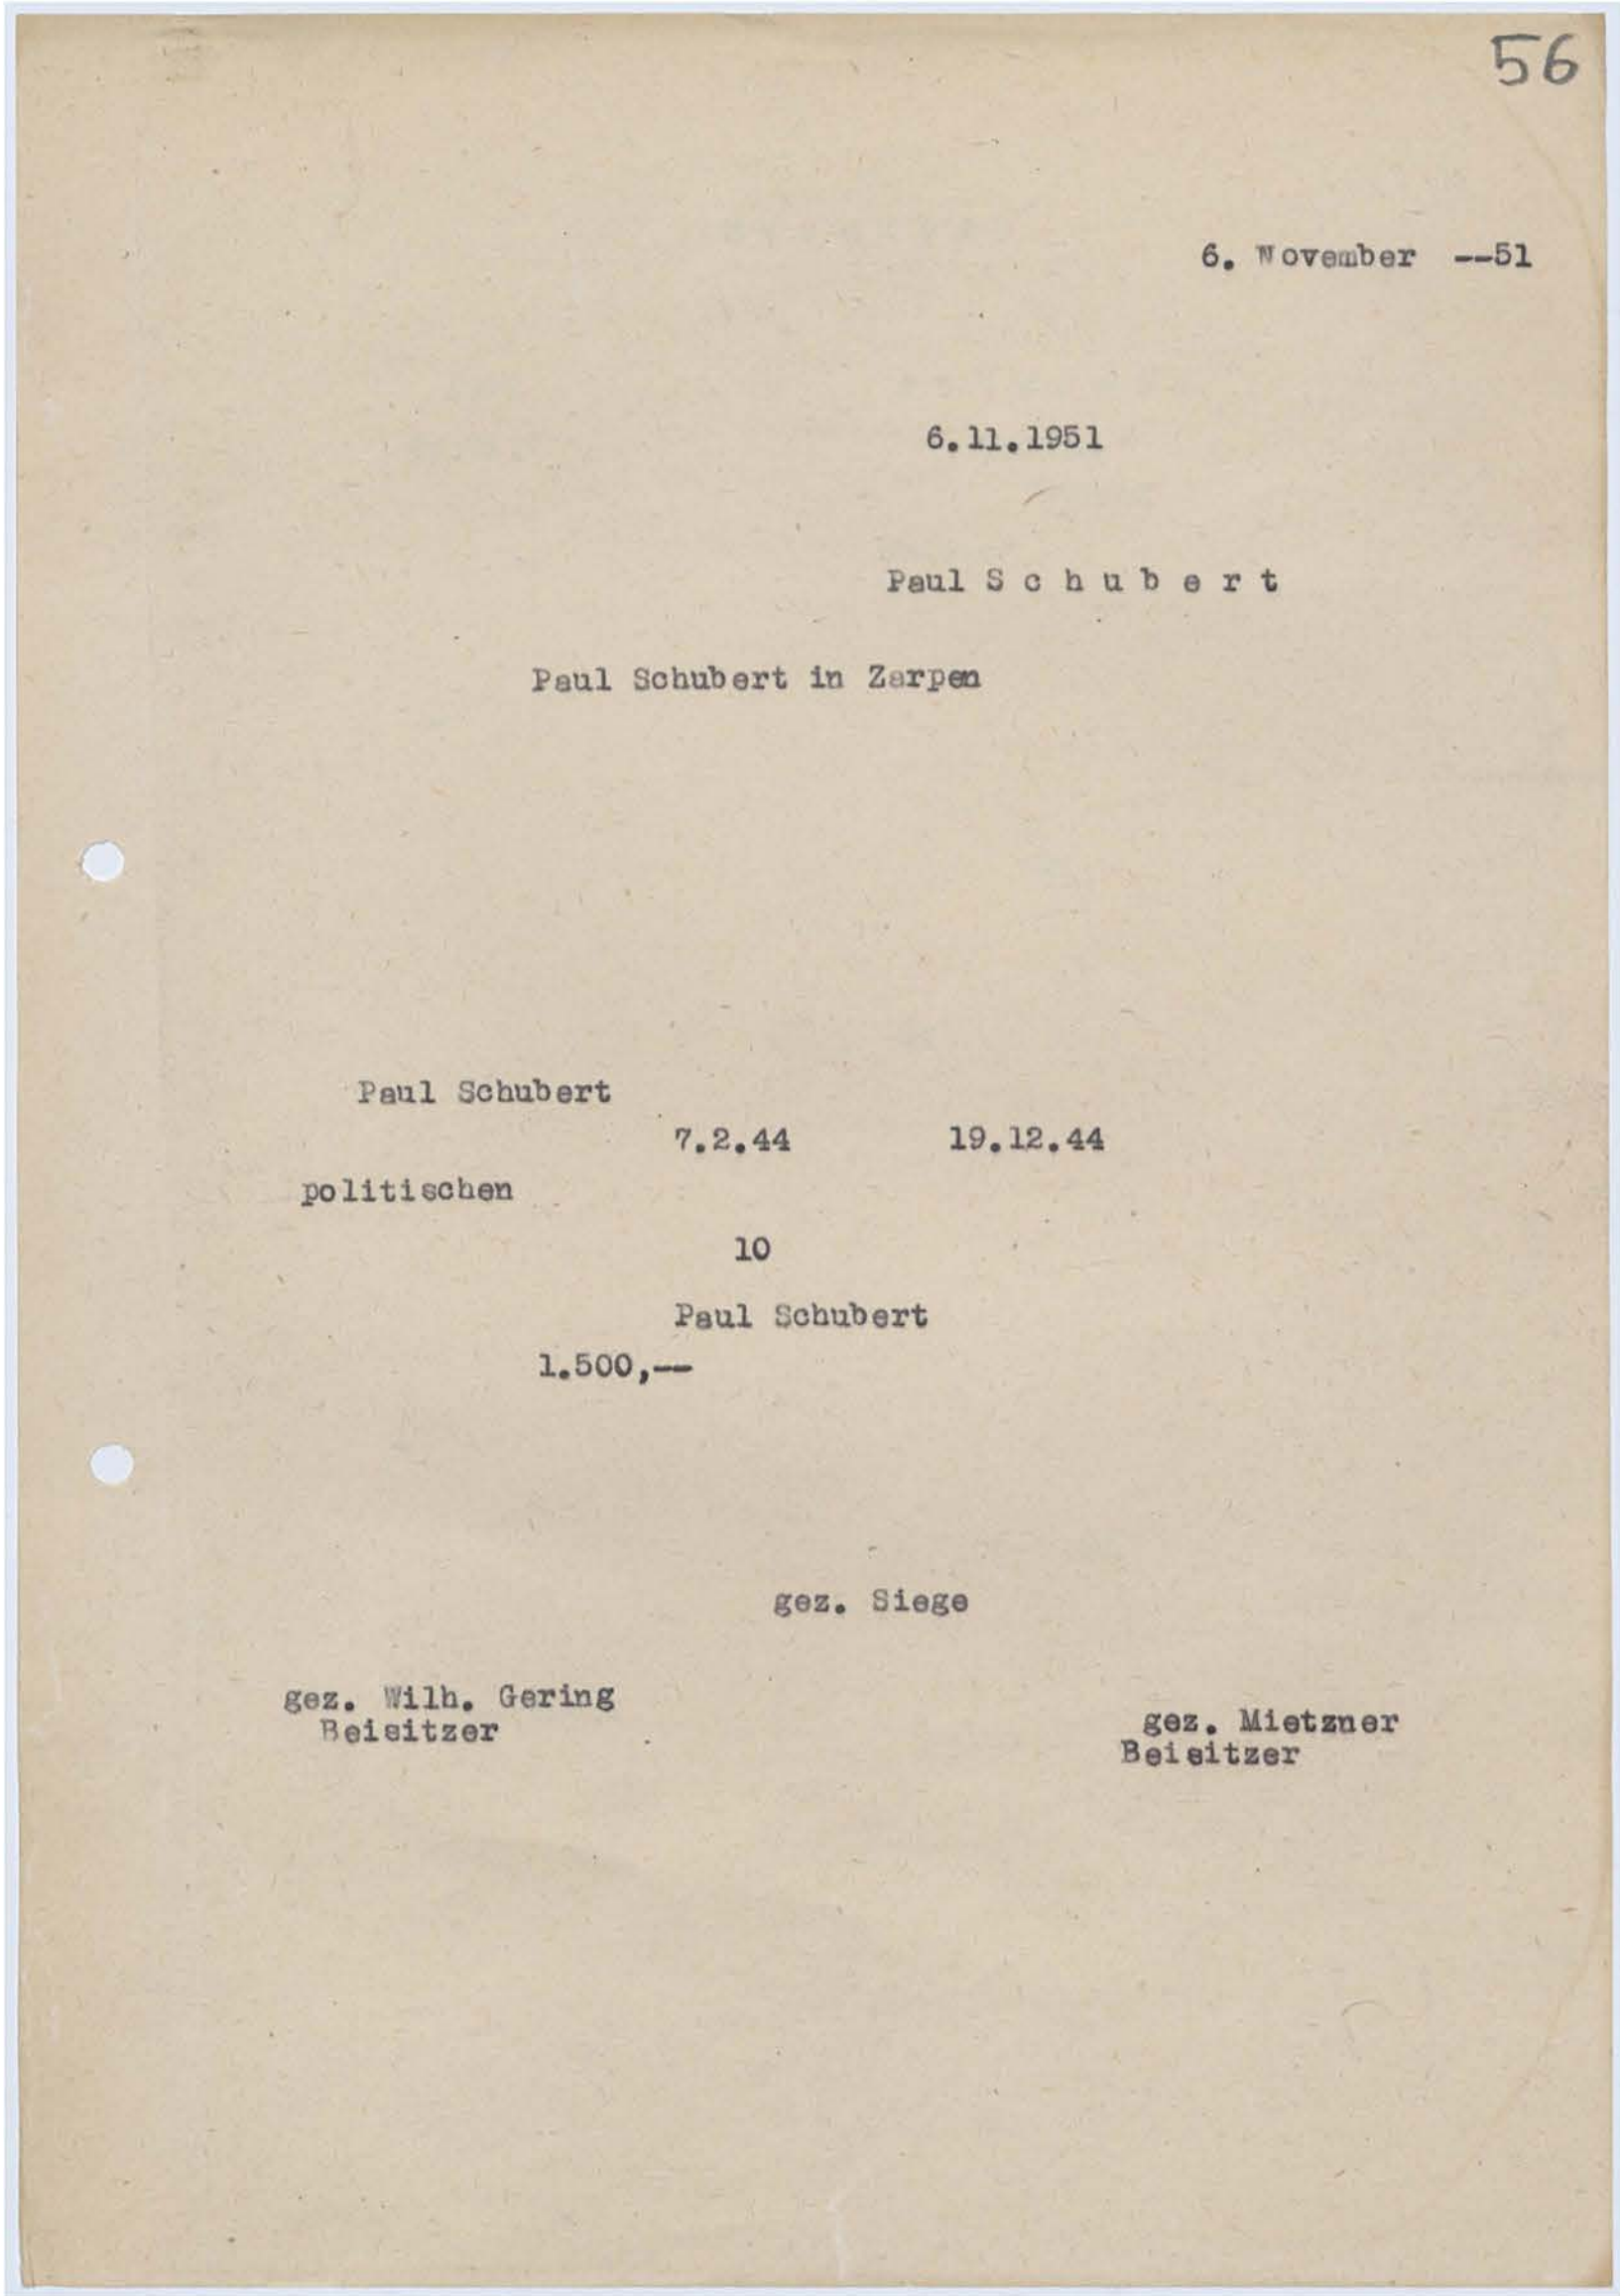 56
6. November --51
6.11.1951
Paul S c h u b e r t
Paul Schubert in Zarpen
Paul Schubert
7.2.44 19.12.44
politischen
10
Paul Schubert
1.500,--
gez. Siege
gez. Wilh. Gering
Beisitzer
gez. Mietzner
Beisitzer